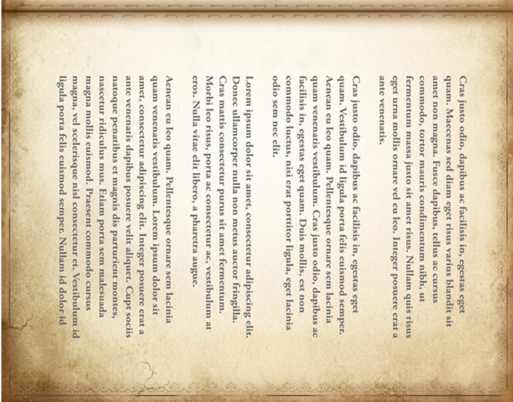 Cras justo odio, dapibus ac facilisis in, egestas eget
quam. Maecenas sed diam eget risus varius blandit sit
amet non magna. Fusce dapibus, tellus ac cursus
commodo, tortor mauris condimentum nibh, ut
fermentum massa justo sit amet risus. Nullam quis risus
eget urna mollis ornare vel eu leo. Integer posuere erat a
ante venenatis.
Cras justo odio, dapibus ac facilisis in, egestas eget
quam. Vestibulum id ligula porta felis euismod semper.
Aenean eu leo quam. Pellentesque ornare sem lacinia
quam venenatis vestibulum. Cras justo odio, dapibus ac
facilisis in, egestas eget quam. Duis mollis, est non
commodo luctus, nisi erat porttitor ligula, eget lacinia
odio sem nec elit.
Lorem ipsum dolor sit amet, consectetur adipiscing elit.
Donec ullamcorper nulla non metus auctor fringilla.
Cras mattis consectetur purus sit amet fermentum.
Morbi leo risus, porta ac consectetur ac, vestibulum at
eros. Nulla vitae elit libero, a pharetra augue.
Aenean eu leo quam. Pellentesque ornare sem lacinia
quam venenatis vestibulum. Lorem ipsum dolor sit
amet, consectetur adipiscing elit. Integer posuere erat a
ante venenatis dapibus posuere velit aliquet. Cum sociis
natoque penatibus et magnis dis parturient montes,
nascetur ridiculus mus. Etiam porta sem malesuada
magna mollis euismod. Praesent commodo cursus
magna, vel scelerisque nisl consectetur et. Vestibulum id
ligula porta felis euismod semper. Nullam id dolor id